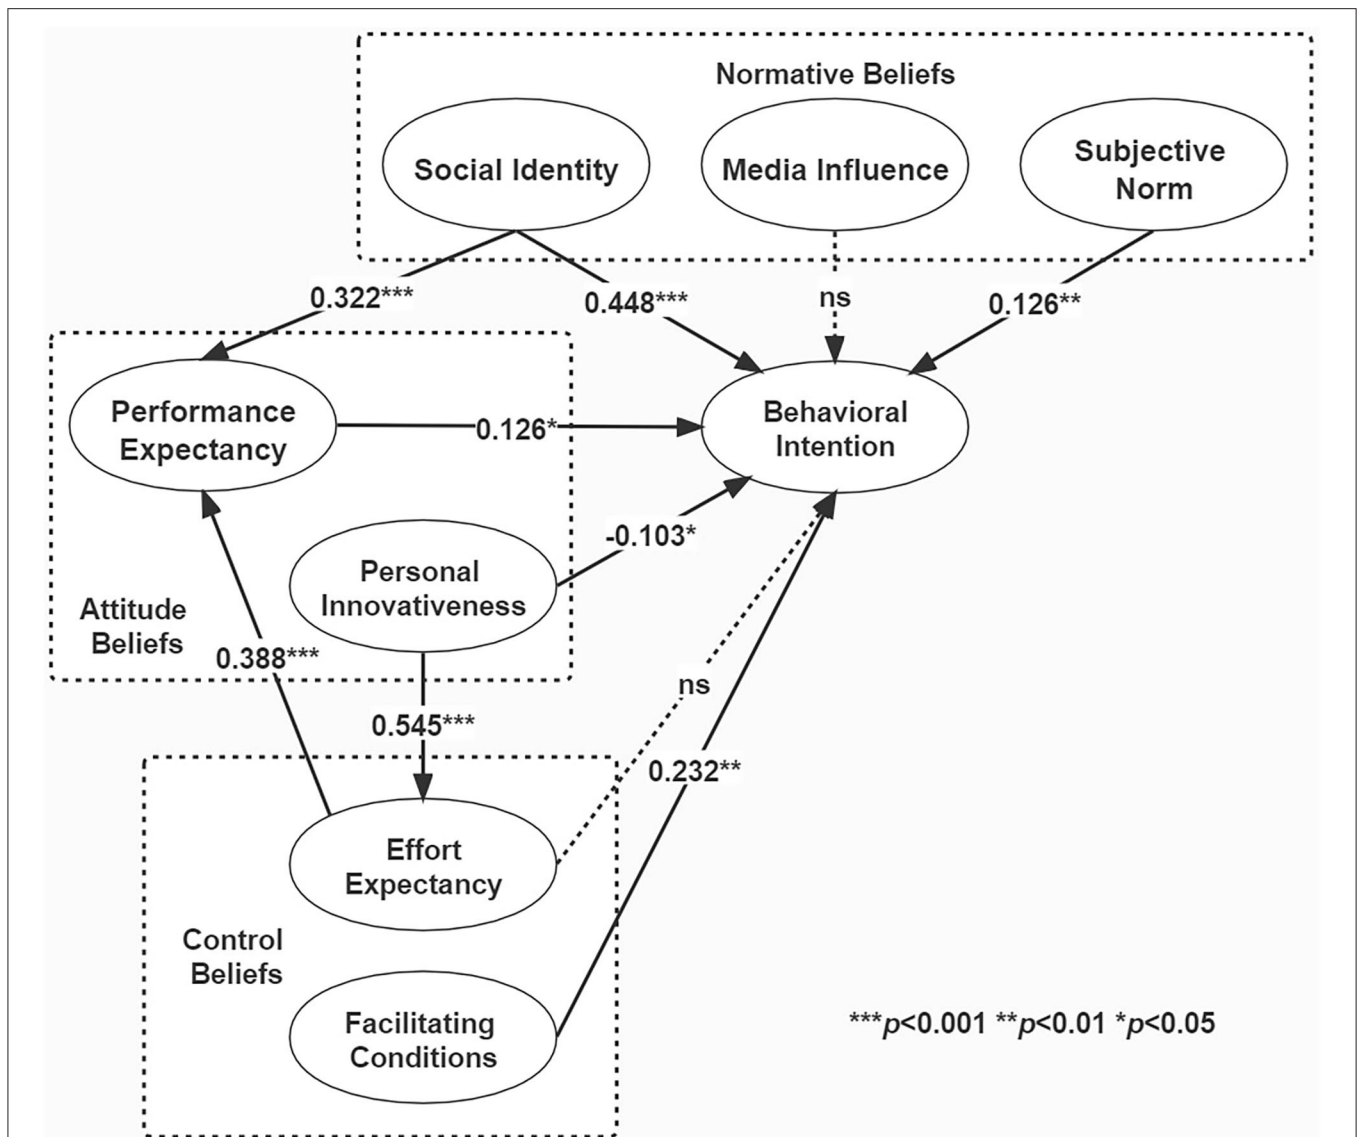 Normative Beliefs
Social Identity
Media Influence
Subjective
Norm
0.322***
0.448***
ns
0.126**
Performance
Expectancy
0.126*
Behavioral
Intention
-0.103*
Personal
Innovativeness
Attitude
Beliefs
0.388***
ns
0.545***
0.232**
Effort
Expectancy
Control
Beliefs
Facilitating
Conditions
***p<0.001 **p<0.01 *p<0.05